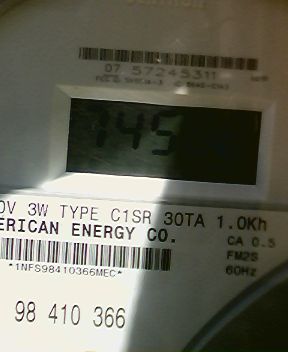 07 57245311
145
0V 3W TYPE C1SR 30TA 1.0Kh
ERICAN ENERGY CO.
CA 0.5
*1NFS98410366MEC*
FM2S
60Hz
98 410 366